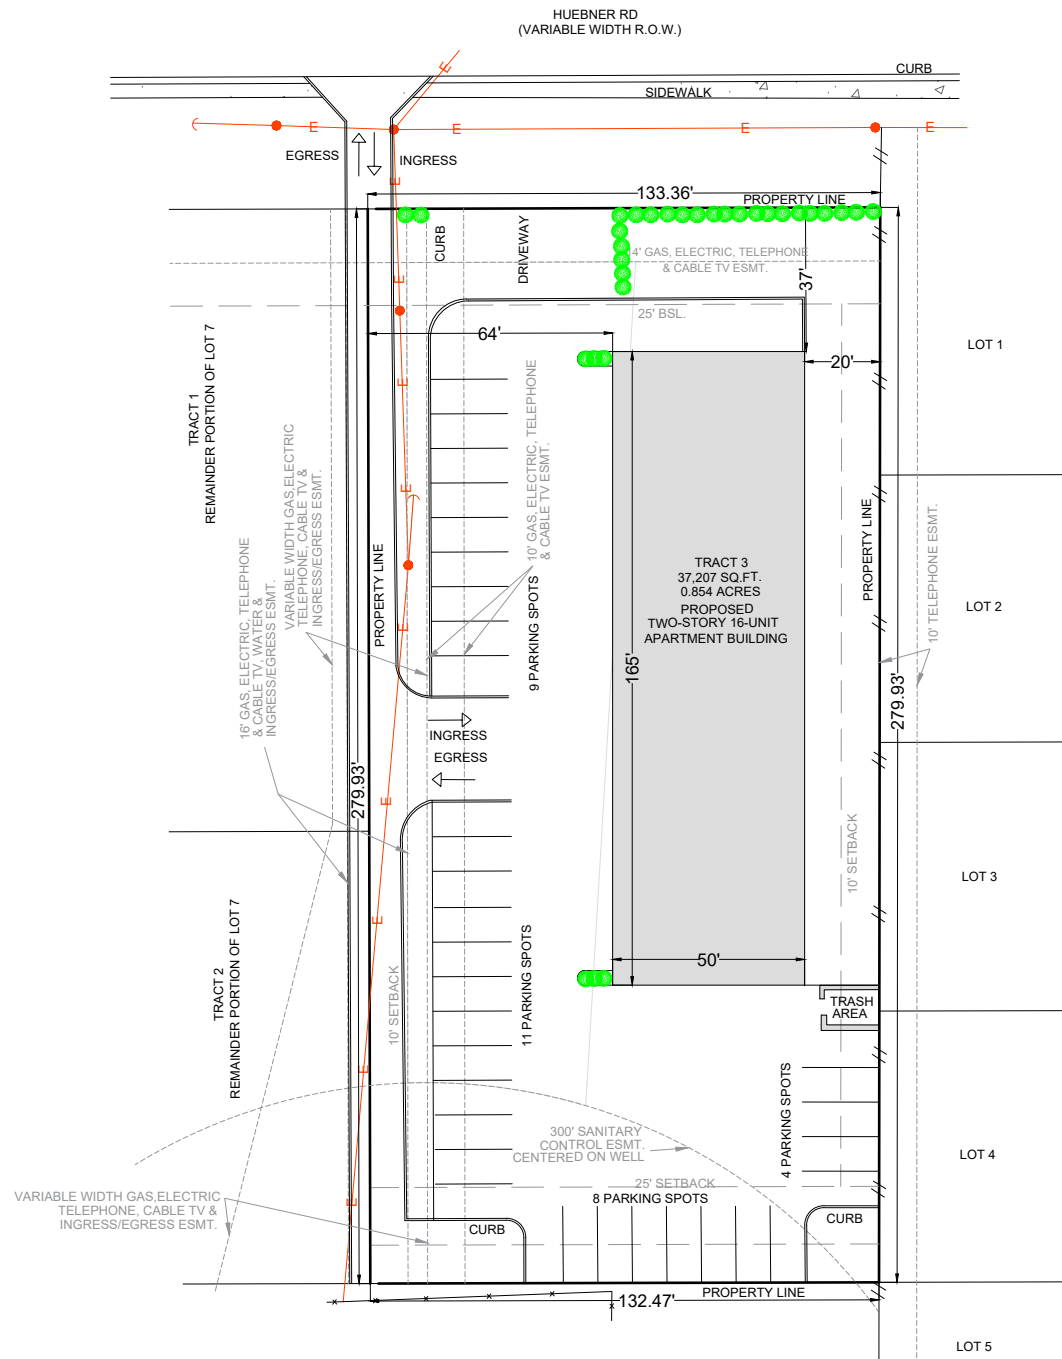 HUEBNER RD
(VARIABLE WIDTH R.O.W.)
CURB
SIDEWALK
E
E
E
E
E
EGRESS
INGRESS
E
133.36'
PROPERTY LINE
CURB
DRIVEWAY
4' GAS, ELECTRIC, TELEPHONE
& CABLE TV ESMT.
E
37'
25' BSL.
64'
20'
LOT 1
TRACT 1
REMAINDER PORTION OF LOT 7
E
10' GAS, ELECTRIC, TELEPHONE
& CABLE TV ESMT.
VARIABLE WIDTH GAS,ELECTRIC
TELEPHONE, CABLE TV &
INGRESS/EGRESS ESMT.
E
16' GAS, ELECTRIC, TELEPHONE
& CABLE TV, WATER &
INGRESS/EGRESS ESMT.
PROPERTY LINE
PROPERTY LINE
10' TELEPHONE ESMT.
TRACT 3
37,207 SQ.FT.
0.854 ACRES
PROPOSED
TWO-STORY 16-UNIT
APARTMENT BUILDING
LOT 2
9 PARKING SPOTS
E
165'
279.93'
INGRESS
EGRESS
279.93'
E
10' SETBACK
LOT 3
E
TRACT 2
REMAINDER PORTION OF LOT 7
10' SETBACK
11 PARKING SPOTS
50'
TRASH
AREA
E
4 PARKING SPOTS
300' SANITARY
CONTROL ESMT.
CENTERED ON WELL
LOT 4
25' SETBACK
8 PARKING SPOTS
VARIABLE WIDTH GAS,ELECTRIC
TELEPHONE, CABLE TV &
INGRESS/EGRESS ESMT.
E
CURB
CURB
132.47'
PROPERTY LINE
LOT 5